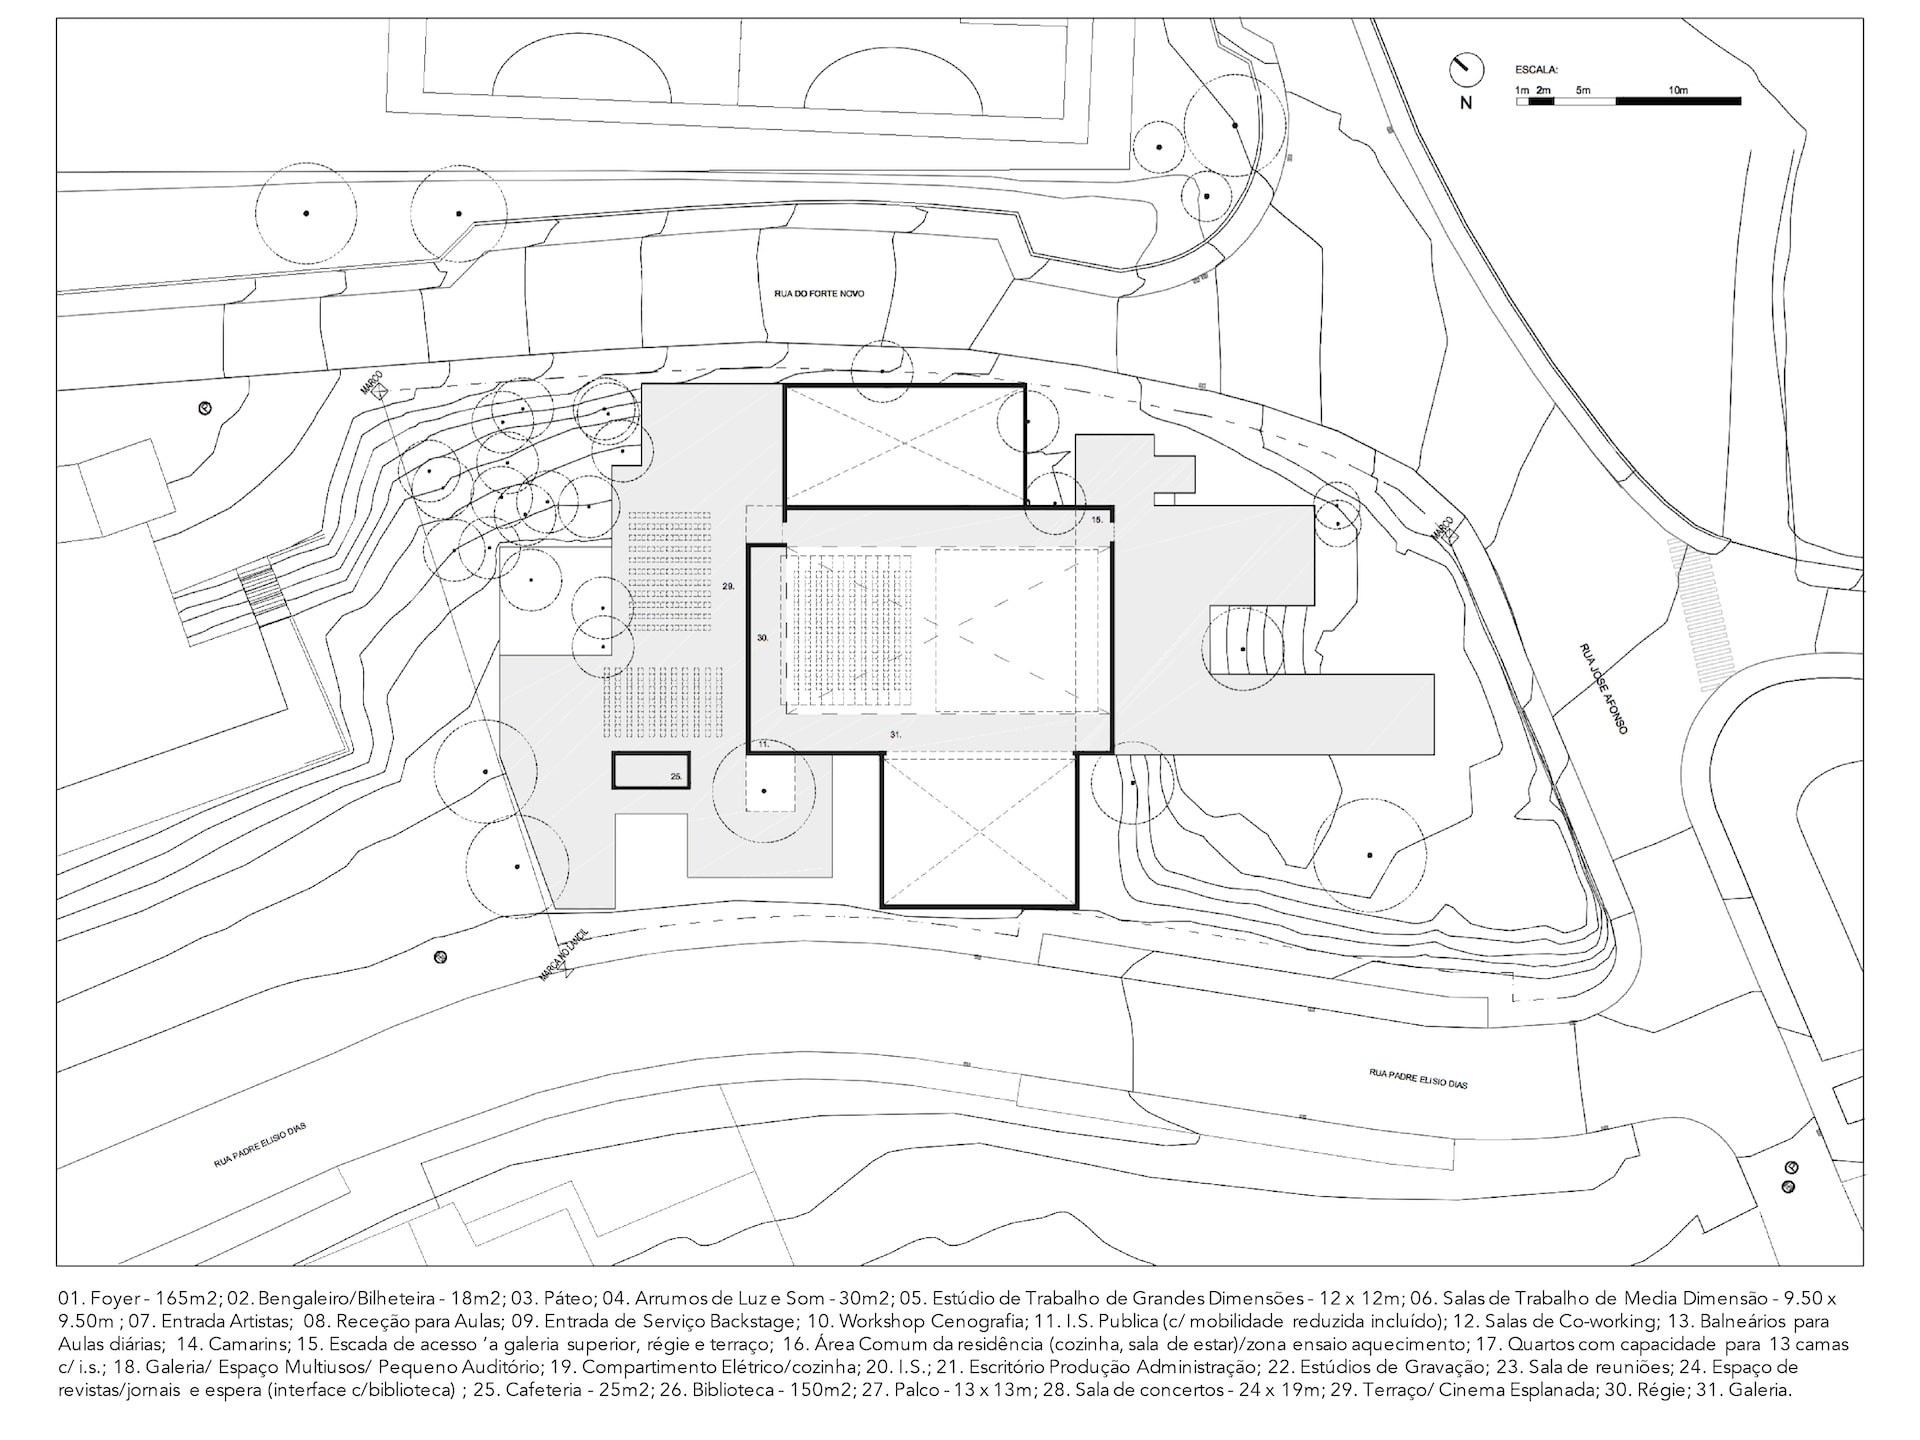 ESCALA:
1m 2m 5m 10m
N
RUA DO FORTE NOVO
MARCO
MARCO
15.
29.
30.
RUA JOSE AFONSO
31.
11.
25.
MARCA NO LANCIL
RUA PADRE ELISIO DIAS
RUA PADRE ELISIO DIAS
01. Foyer - 165m2; 02. Bengaleiro/Bilheteira - 18m2; 03. Páteo; 04. Arrumos de Luz e Som - 30m2; 05. Estúdio de Trabalho de Grandes Dimensões - 12 x 12m; 06. Salas de Trabalho de Media Dimensão - 9.50 x
9.50m ; 07. Entrada Artistas; 08. Receção para Aulas; 09. Entrada de Serviço Backstage; 10. Workshop Cenografia; 11. I.S. Publica (c/ mobilidade reduzida incluído); 12. Salas de Co-working; 13. Balneários para
Aulas diárias; 14. Camarins; 15. Escada de acesso ‘a galeria superior, régie e terraço; 16. Área Comum da residência (cozinha, sala de estar)/zona ensaio aquecimento; 17. Quartos com capacidade para 13 camas
c/ i.s.; 18. Galeria/ Espaço Multiusos/ Pequeno Auditório; 19. Compartimento Elétrico/cozinha; 20. I.S.; 21. Escritório Produção Administração; 22. Estúdios de Gravação; 23. Sala de reuniões; 24. Espaço de
revistas/jornais e espera (interface c/biblioteca) ; 25. Cafeteria - 25m2; 26. Biblioteca - 150m2; 27. Palco - 13 x 13m; 28. Sala de concertos - 24 x 19m; 29. Terraço/ Cinema Esplanada; 30. Régie; 31. Galeria.